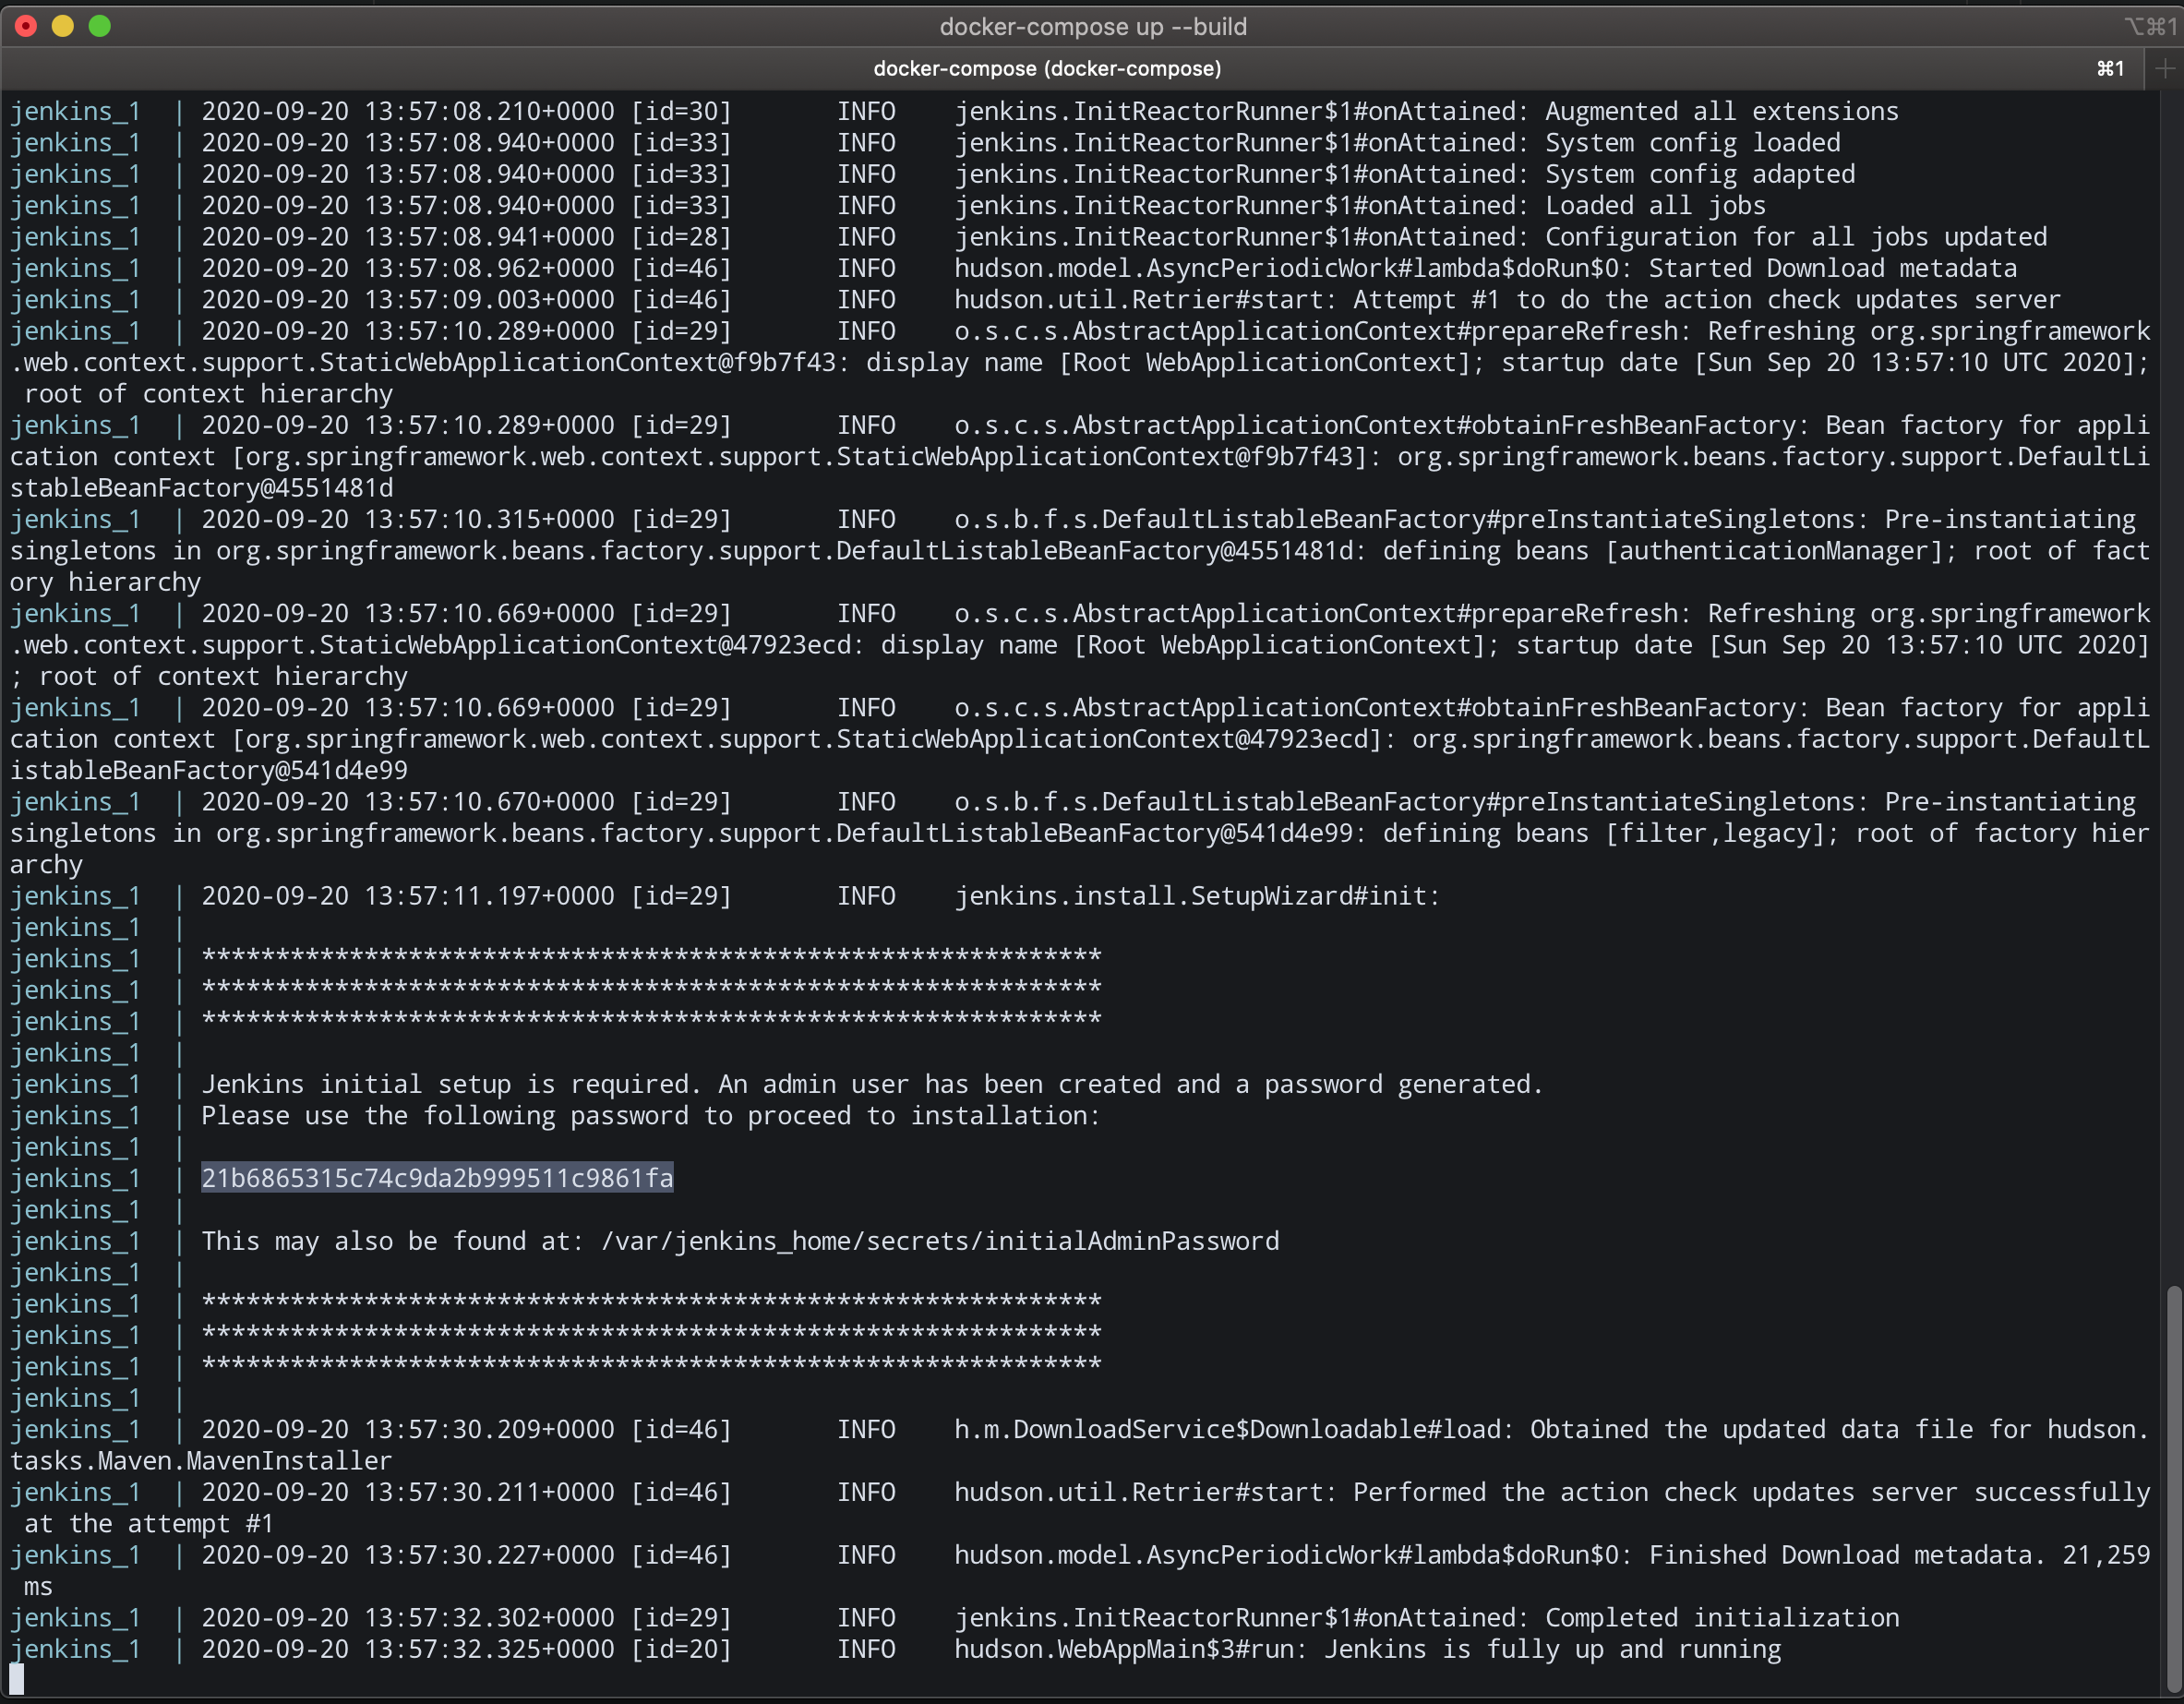 docker-compose up --build
⌥⌘1
docker-compose (docker-compose)
⌘1
jenkins_1  | 2020-09-20 13:57:08.210+0000 [id=30]       INFO    jenkins.InitReactorRunner$1#onAttained: Augmented all extensions
jenkins_1  | 2020-09-20 13:57:08.940+0000 [id=33]       INFO    jenkins.InitReactorRunner$1#onAttained: System config loaded
jenkins_1  | 2020-09-20 13:57:08.940+0000 [id=33]       INFO    jenkins.InitReactorRunner$1#onAttained: System config adapted
jenkins_1  | 2020-09-20 13:57:08.940+0000 [id=33]       INFO    jenkins.InitReactorRunner$1#onAttained: Loaded all jobs
jenkins_1  | 2020-09-20 13:57:08.941+0000 [id=28]       INFO    jenkins.InitReactorRunner$1#onAttained: Configuration for all jobs updated
jenkins_1  | 2020-09-20 13:57:08.962+0000 [id=46]       INFO    hudson.model.AsyncPeriodicWork#lambda$doRun$0: Started Download metadata
jenkins_1  | 2020-09-20 13:57:09.003+0000 [id=46]       INFO    hudson.util.Retrier#start: Attempt #1 to do the action check updates server
jenkins_1  | 2020-09-20 13:57:10.289+0000 [id=29]       INFO    o.s.c.s.AbstractApplicationContext#prepareRefresh: Refreshing org.springframework
.web.context.support.StaticWebApplicationContext@f9b7f43: display name [Root WebApplicationContext]; startup date [Sun Sep 20 13:57:10 UTC 2020];
 root of context hierarchy
jenkins_1  | 2020-09-20 13:57:10.289+0000 [id=29]       INFO    o.s.c.s.AbstractApplicationContext#obtainFreshBeanFactory: Bean factory for appli
cation context [org.springframework.web.context.support.StaticWebApplicationContext@f9b7f43]: org.springframework.beans.factory.support.DefaultLi
stableBeanFactory@4551481d
jenkins_1  | 2020-09-20 13:57:10.315+0000 [id=29]       INFO    o.s.b.f.s.DefaultListableBeanFactory#preInstantiateSingletons: Pre-instantiating
singletons in org.springframework.beans.factory.support.DefaultListableBeanFactory@4551481d: defining beans [authenticationManager]; root of fact
ory hierarchy
jenkins_1  | 2020-09-20 13:57:10.669+0000 [id=29]       INFO    o.s.c.s.AbstractApplicationContext#prepareRefresh: Refreshing org.springframework
.web.context.support.StaticWebApplicationContext@47923ecd: display name [Root WebApplicationContext]; startup date [Sun Sep 20 13:57:10 UTC 2020]
; root of context hierarchy
jenkins_1  | 2020-09-20 13:57:10.669+0000 [id=29]       INFO    o.s.c.s.AbstractApplicationContext#obtainFreshBeanFactory: Bean factory for appli
cation context [org.springframework.web.context.support.StaticWebApplicationContext@47923ecd]: org.springframework.beans.factory.support.DefaultL
istableBeanFactory@541d4e99
jenkins_1  | 2020-09-20 13:57:10.670+0000 [id=29]       INFO    o.s.b.f.s.DefaultListableBeanFactory#preInstantiateSingletons: Pre-instantiating
singletons in org.springframework.beans.factory.support.DefaultListableBeanFactory@541d4e99: defining beans [filter,legacy]; root of factory hier
archy
jenkins_1  | 2020-09-20 13:57:11.197+0000 [id=29]       INFO    jenkins.install.SetupWizard#init:
jenkins_1  |
jenkins_1  | *************************************************************
jenkins_1  | *************************************************************
jenkins_1  | *************************************************************
jenkins_1  |
jenkins_1  | Jenkins initial setup is required. An admin user has been created and a password generated.
jenkins_1  | Please use the following password to proceed to installation:
jenkins_1  |
jenkins_1  | 21b6865315c74c9da2b999511c9861fa
jenkins_1  |
jenkins_1  | This may also be found at: /var/jenkins_home/secrets/initialAdminPassword
jenkins_1  |
jenkins_1  | *************************************************************
jenkins_1  | *************************************************************
jenkins_1  | *************************************************************
jenkins_1  |
jenkins_1  | 2020-09-20 13:57:30.209+0000 [id=46]       INFO    h.m.DownloadService$Downloadable#load: Obtained the updated data file for hudson.
tasks.Maven.MavenInstaller
jenkins_1  | 2020-09-20 13:57:30.211+0000 [id=46]       INFO    hudson.util.Retrier#start: Performed the action check updates server successfully
 at the attempt #1
jenkins_1  | 2020-09-20 13:57:30.227+0000 [id=46]       INFO    hudson.model.AsyncPeriodicWork#lambda$doRun$0: Finished Download metadata. 21,259
 ms
jenkins_1  | 2020-09-20 13:57:32.302+0000 [id=29]       INFO    jenkins.InitReactorRunner$1#onAttained: Completed initialization
jenkins_1  | 2020-09-20 13:57:32.325+0000 [id=20]       INFO    hudson.WebAppMain$3#run: Jenkins is fully up and running